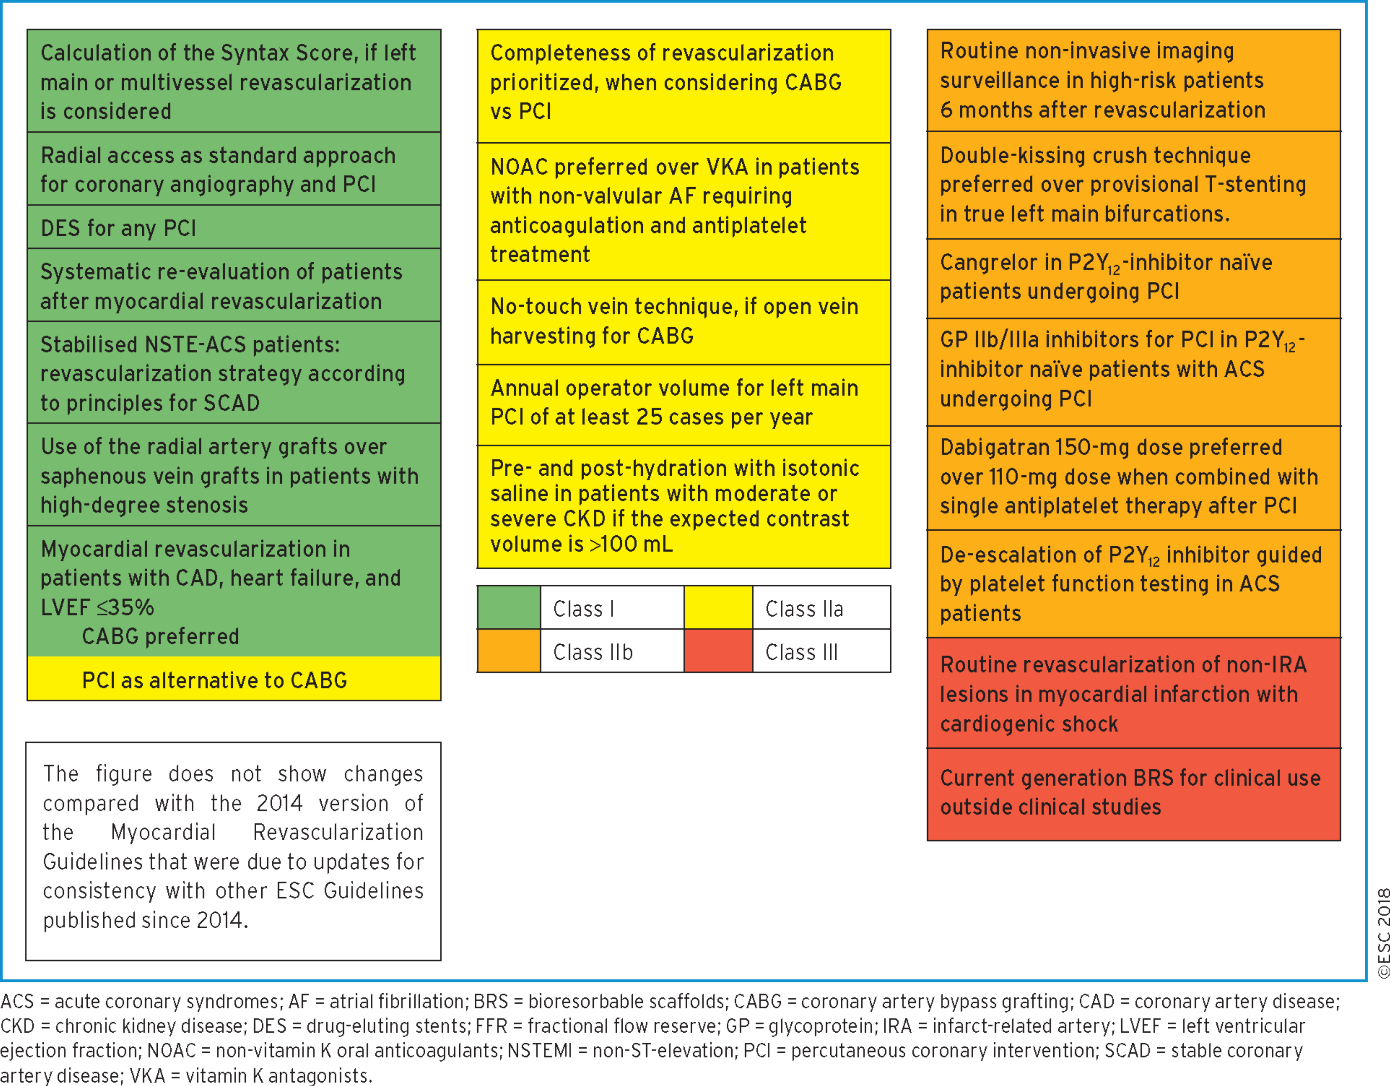 Calculation of the Syntax Score, if left
main or multivessel revascularization
is considered
Radial access as standard approach
for coronary angiography and PCI
DES for any PCI
Systematic re-evaluation of patients
after myocardial revascularization
Stabilised NSTE-ACS patients:
revascularization strategy according
to principles for SCAD
Use of the radial artery grafts over
saphenous vein grafts in patients with
high-degree stenosis
Myocardial revascularization in
patients with CAD, heart failure, and
LVEF ≤35%
CABG preferred
PCI as alternative to CABG
The figure does not show changes
compared with the 2014 version of
the Myocardial Revascularization
Guidelines that were due to updates for
consistency with other ESC Guidelines
published since 2014.
Completeness of revascularization
prioritized, when considering CABG
vs PCI
NOAC preferred over VKA in patients
with non-valvular AF requiring
anticoagulation and antiplatelet
treatment
No-touch vein technique, if open vein
harvesting for CABG
Annual operator volume for left main
PCI of at least 25 cases per year
Pre- and post-hydration with isotonic
saline in patients with moderate or
severe CKD if the expected contrast
volume is >100 mL
Class I
Class IIa
Class IIb
Class III
Routine non-invasive imaging
surveillance in high-risk patients
6 months after revascularization
Double-kissing crush technique
preferred over provisional T-stenting
in true left main bifurcations.
Cangrelor in P2Y12-inhibitor naïve
patients undergoing PCI
GP IIb/IIIa inhibitors for PCI in P2Y12-
inhibitor naïve patients with ACS
undergoing PCI
Dabigatran 150-mg dose preferred
over 110-mg dose when combined with
single antiplatelet therapy after PCI
De-escalation of P2Y12 inhibitor guided
by platelet function testing in ACS
patients
Routine revascularization of non-IRA
lesions in myocardial infarction with
cardiogenic shock
Current generation BRS for clinical use
outside clinical studies
©ESC 2018
ACS = acute coronary syndromes; AF = atrial fibrillation; BRS = bioresorbable scaffolds; CABG = coronary artery bypass grafting; CAD = coronary artery disease;
CKD = chronic kidney disease; DES = drug-eluting stents; FFR = fractional flow reserve; GP = glycoprotein; IRA = infarct-related artery; LVEF = left ventricular
ejection fraction; NOAC = non-vitamin K oral anticoagulants; NSTEMI = non-ST-elevation; PCI = percutaneous coronary intervention; SCAD = stable coronary
artery disease; VKA = vitamin K antagonists.